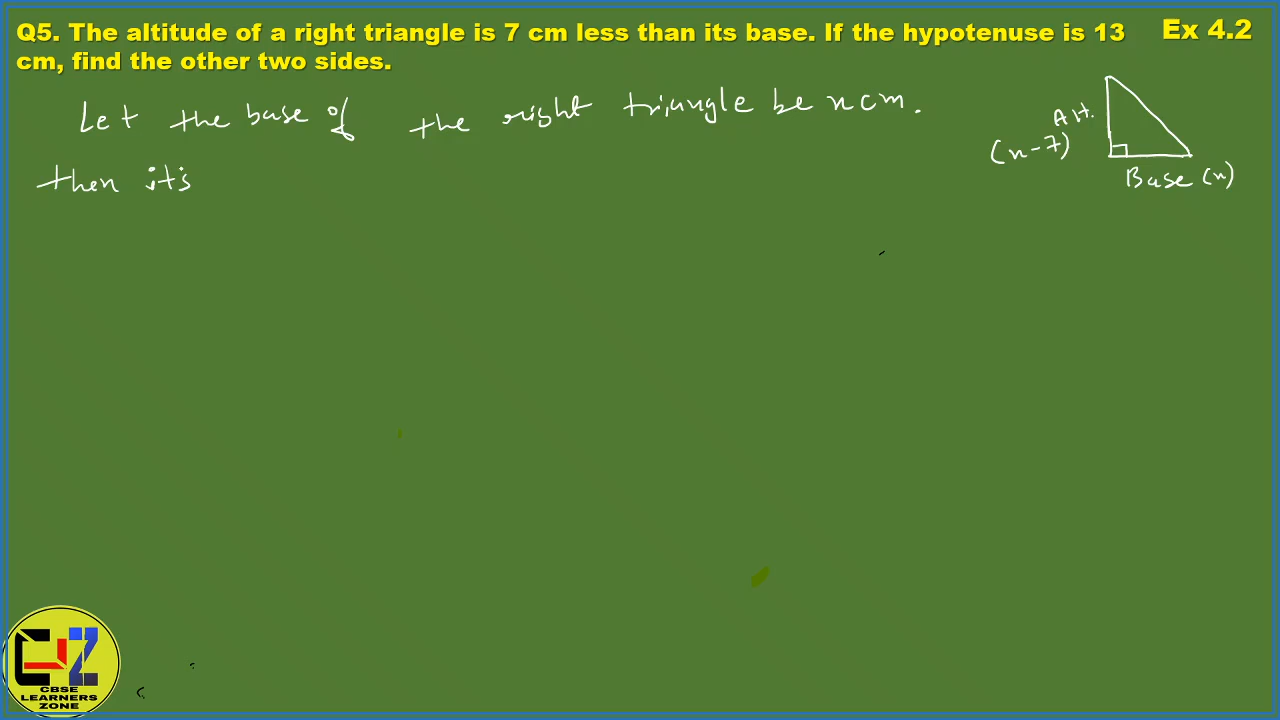 Q5. The altitude of a right triangle is 7 cm less than its base. If the hypotenuse is 13
cm, find the other two sides.
Ex 4.2
Let the base of the right triangle be x cm.
then it's
Alt.
(x-7)
Base (x)
CBSE
LEARNERS
ZONE